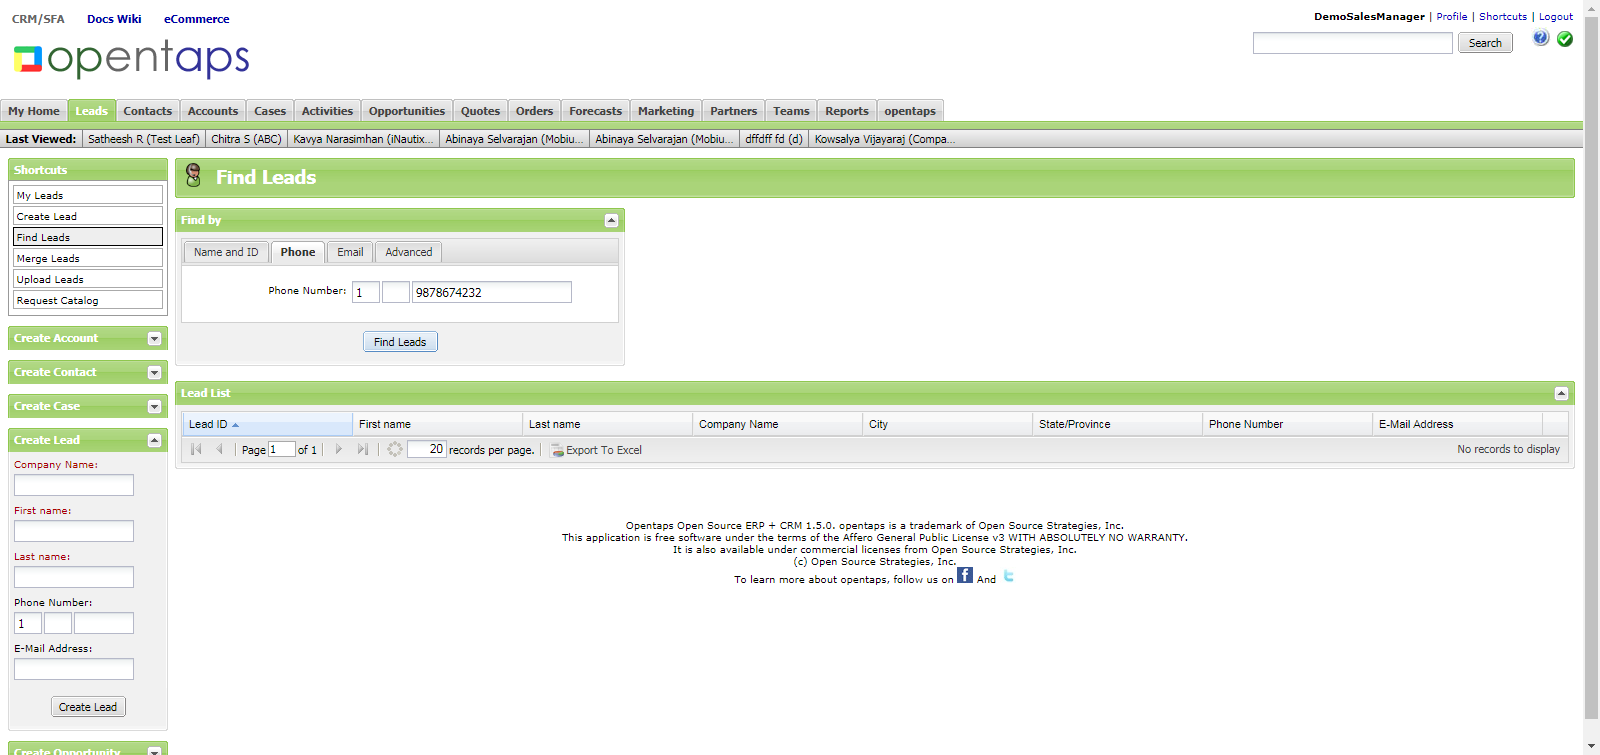 CRM/SFA Docs Wiki eCommerce
DemoSalesManager | Profile | Shortcuts | Logout
opentaps
Search
My Home Leads Contacts Accounts Cases Activities Opportunities Quotes Orders Forecasts Marketing Partners Teams Reports opentaps
Last Viewed: Satheesh R (Test Leaf) Chitra S (ABC) Kavya Narasimhan (iNautix... Abinaya Selvarajan (Mobiu... Abinaya Selvarajan (Mobiu... dffdff fd (d) Kowsalya Vijayaraj (Compa...
Shortcuts
My Leads
Create Lead
Find Leads
Merge Leads
Upload Leads
Request Catalog
Create Account
Create Contact
Create Case
Create Lead
Company Name:
First name:
Last name:
Phone Number:
1
E-Mail Address:
Create Lead
Create Opportunity
Find Leads
Find by
Name and ID Phone Email Advanced
Phone Number: 1 9878674232
Find Leads
Lead List
Lead ID First name Last name Company Name City State/Province Phone Number E-Mail Address
Page 1 of 1 20 records per page. Export To Excel No records to display
Opentaps Open Source ERP + CRM 1.5.0. opentaps is a trademark of Open Source Strategies, Inc.
This application is free software under the terms of the Affero General Public License v3 WITH ABSOLUTELY NO WARRANTY.
It is also available under commercial licenses from Open Source Strategies, Inc.
(c) Open Source Strategies, Inc.
To learn more about opentaps, follow us on f And t